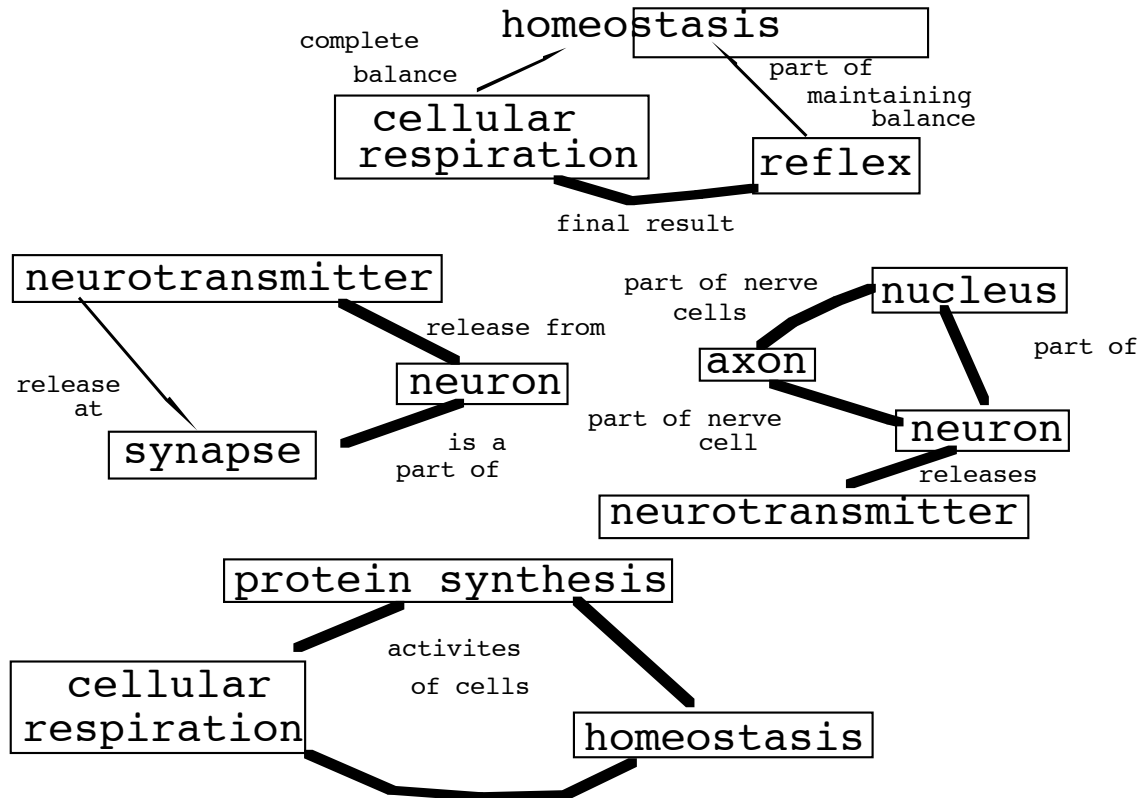 homeostasis
complete
balance
part of
maintaining
balance
cellular
respiration
reflex
final result
neurotransmitter
release from
neuron
release
at
synapse
is a
part of
part of nerve
cells
nucleus
axon
part of
part of nerve
cell
neuron
releases
neurotransmitter
protein synthesis
activites
of cells
cellular
respiration
homeostasis